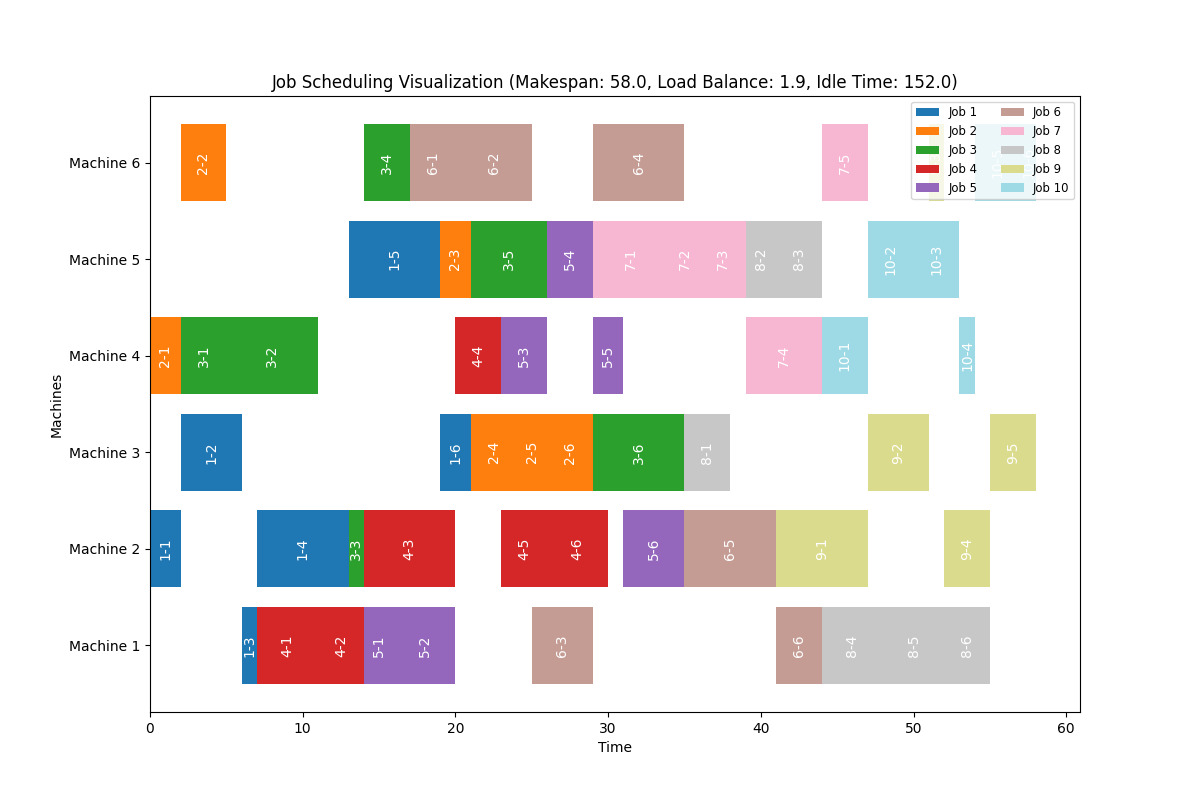 Job Scheduling Visualization (Makespan: 58.0, Load Balance: 1.9, Idle Time: 152.0)
Job 1 Job 6
Job 2 Job 7
Job 3 Job 8
Job 4 Job 9
Job 5 Job 10
Machine 6 2-2 3-4 6-1 6-2 6-4 7-5
Machine 5 1-5 2-3 3-5 5-4 7-1 7-2 7-3 8-2 8-3 10-2 10-3
Machine 4 2-1 3-1 3-2 4-4 5-3 5-5 7-4 10-1 10-4
Machine 3 1-2 1-6 2-4 2-5 2-6 3-6 8-1 9-2 9-5
Machine 2 1-1 1-4 3-3 4-3 4-5 4-6 5-6 6-5 9-1 9-4
Machine 1 1-3 4-1 4-2 5-1 5-2 6-3 6-6 8-4 8-5 8-6
Machines
0 10 20 30 40 50 60
Time